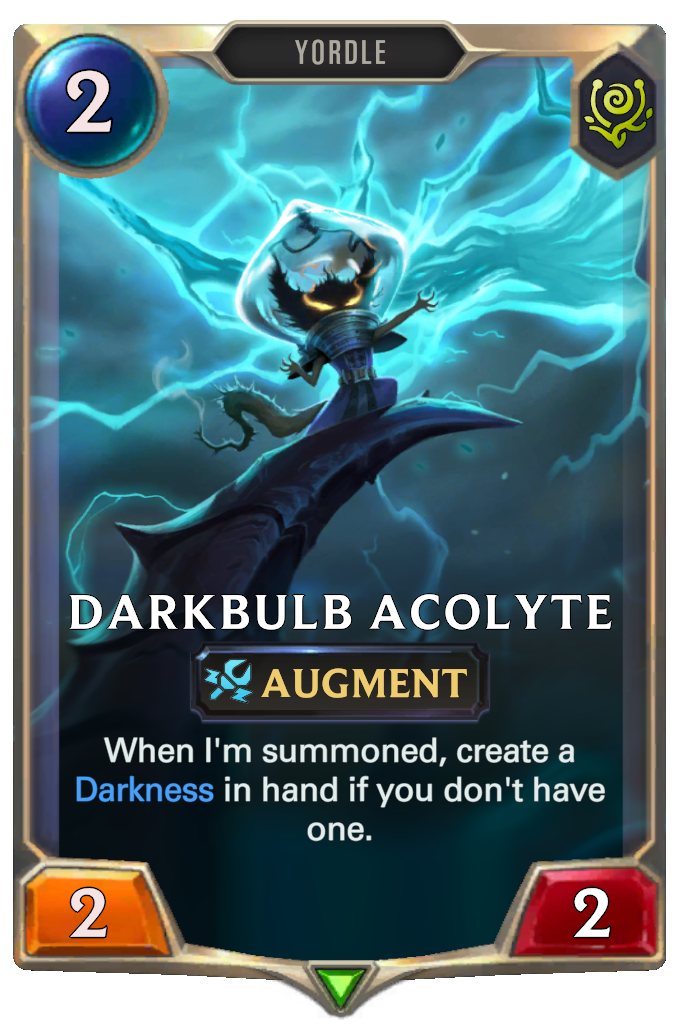 YORDLE
2
DARKBULB ACOLYTE
AUGMENT
When I'm summoned, create a
Darkness in hand if you don't have
one.
2
2